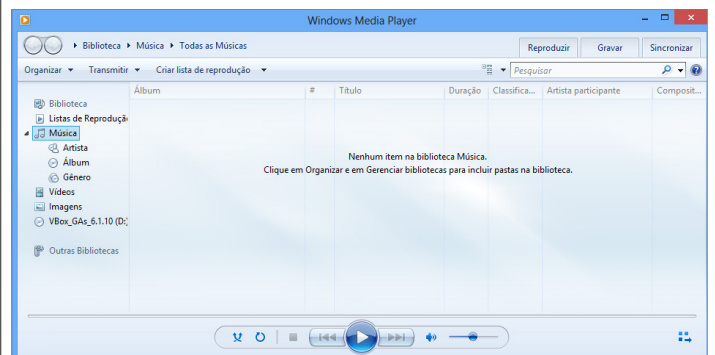 Windows Media Player
Biblioteca Música Todas as Músicas
Reproduzir Gravar Sincronizar
Organizar Transmitir Criar lista de reprodução Pesquisar
Álbum # Título Duração Classifica... Artista participante Composit...
Biblioteca
Listas de Reproduçã
Música
Artista
Álbum
Gênero
Vídeos
Imagens
VBox_GAs_6.1.10 (D:)
Outras Bibliotecas
Nenhum item na biblioteca Música.
Clique em Organizar e em Gerenciar bibliotecas para incluir pastas na biblioteca.